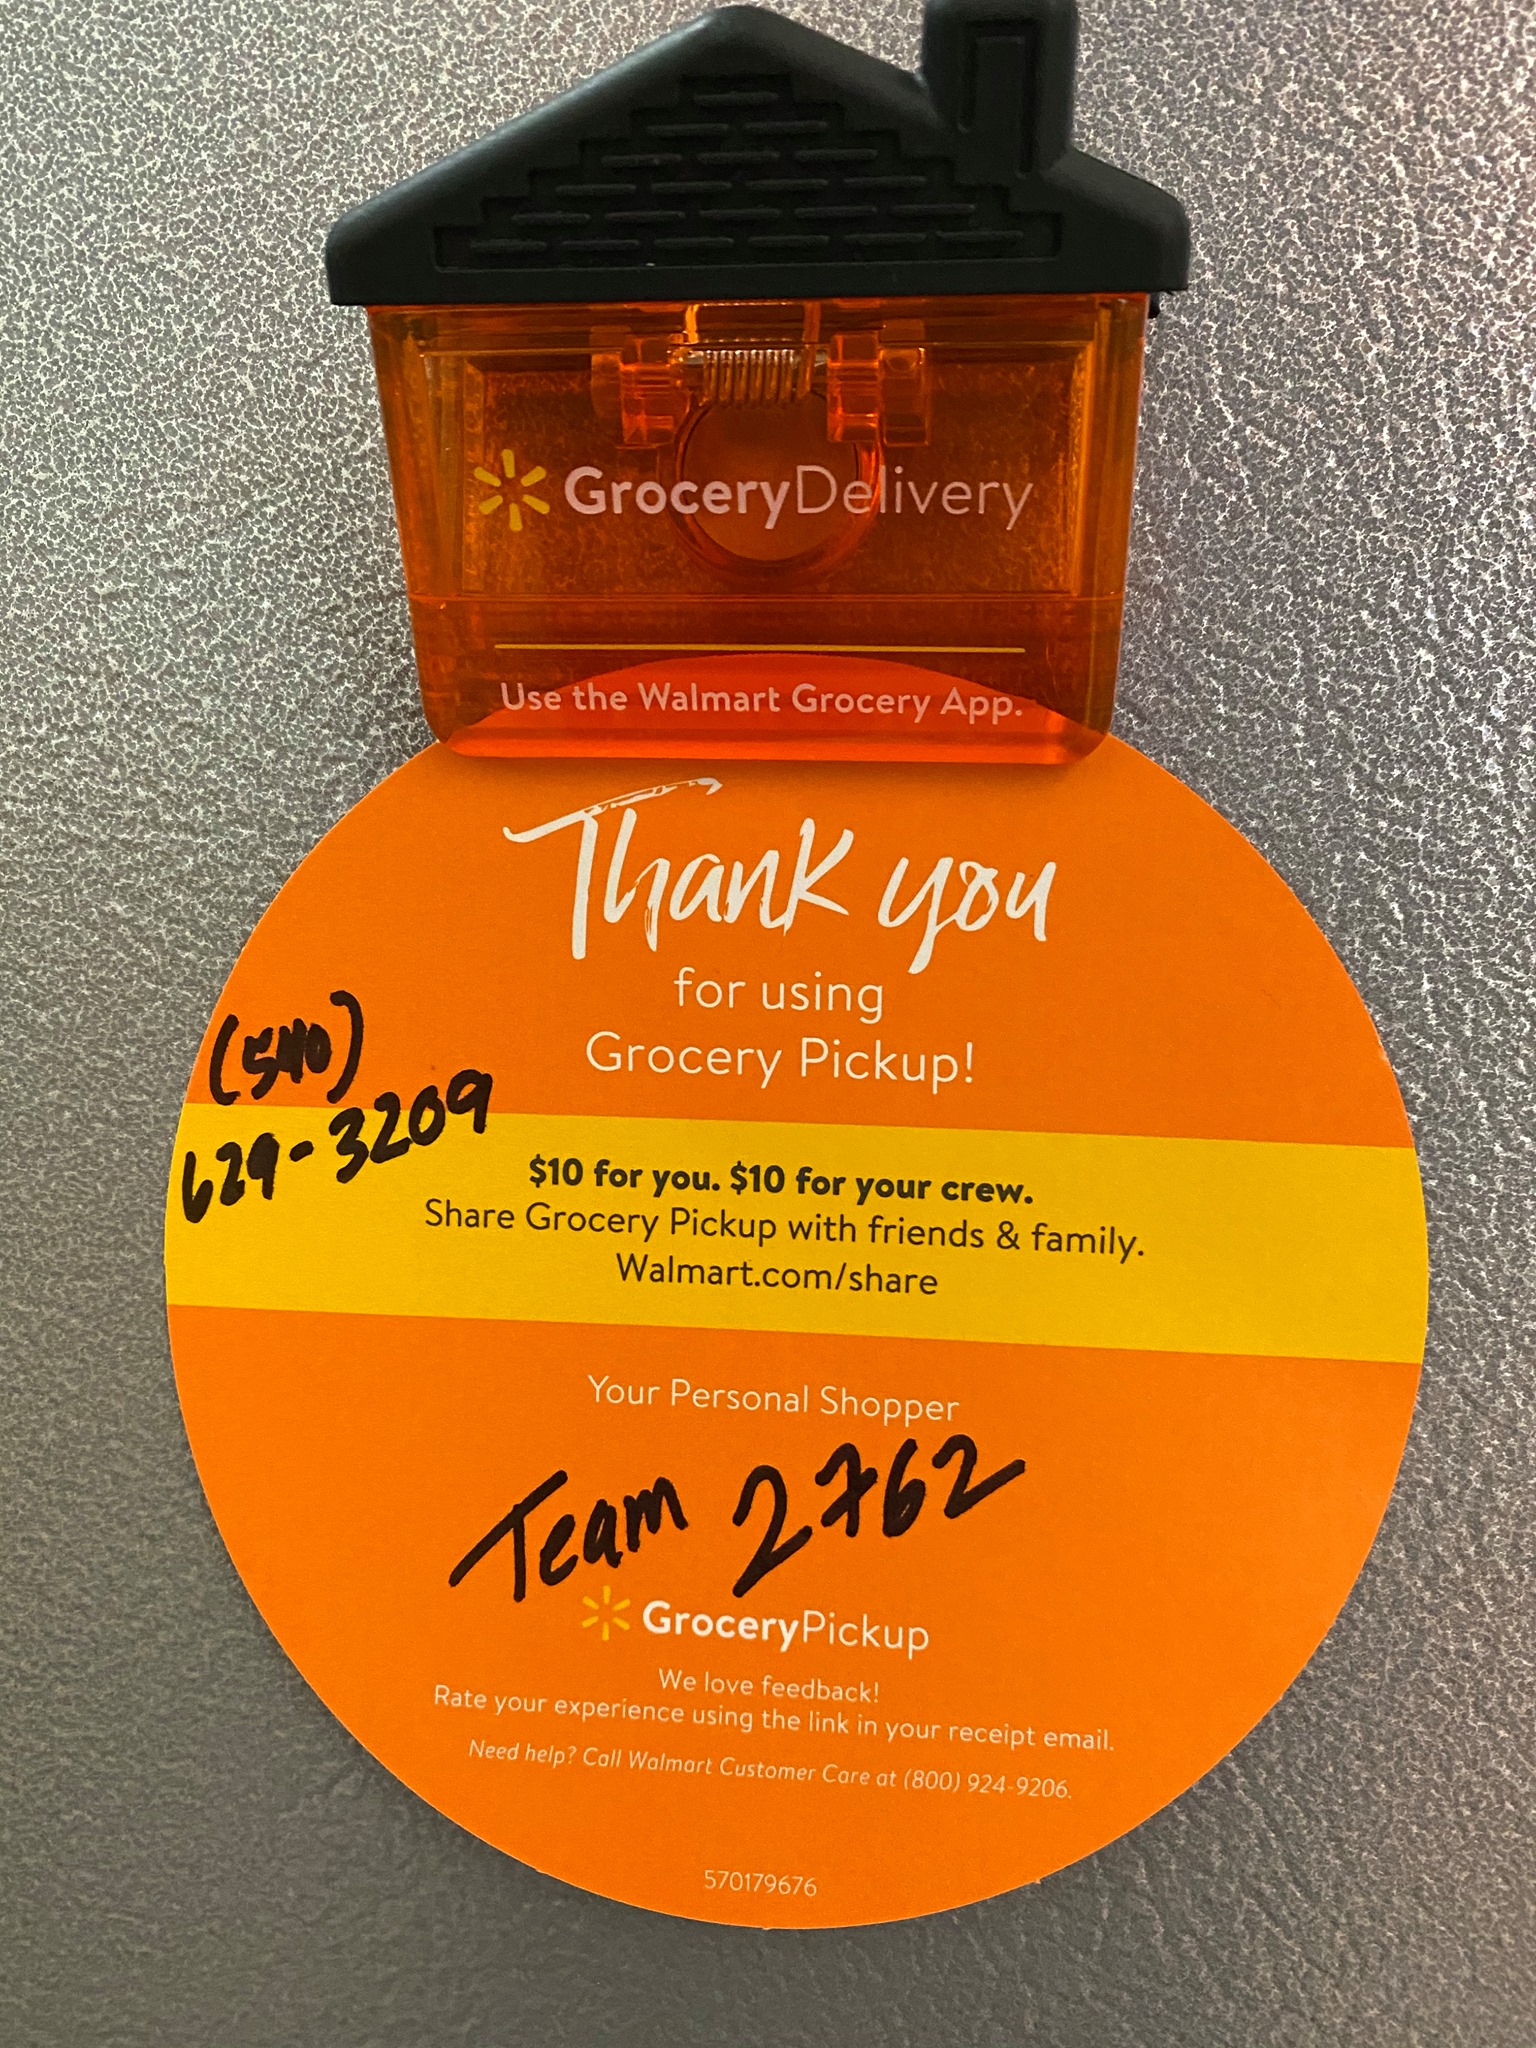 GroceryDelivery
Use the Walmart Grocery App.
Thank you
for using
Grocery Pickup!
(540)
629-3209
$10 for you. $10 for your crew.
Share Grocery Pickup with friends & family.
Walmart.com/share
Your Personal Shopper
Team 2762
GroceryPickup
We love feedback!
Rate your experience using the link in your receipt email.
Need help? Call Walmart Customer Care at (800) 924-9206.
570179676